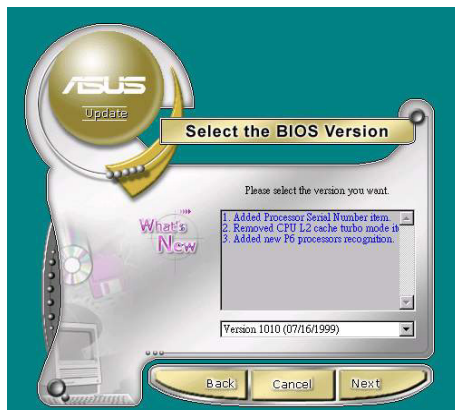 ASUS
Update
Select the BIOS Version
Please select the version you want.
What's
New
1. Added Processor Serial Number item.
2. Removed CPU L2 cache turbo mode it
3. Added new P6 processors recognition.
Version 1010 (07/16/1999)
Back
Cancel
Next